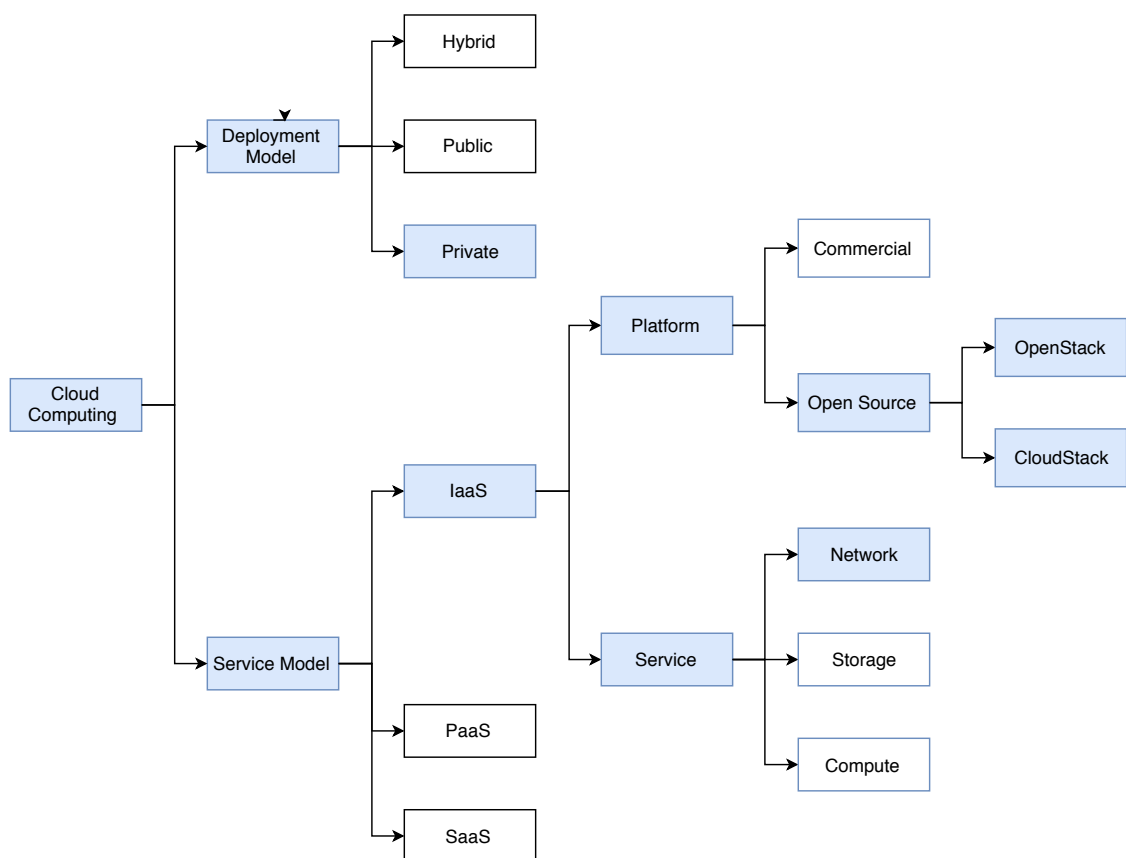 Hybrid
Deployment
Model
Public
Private
Commercial
Platform
OpenStack
Cloud
Computing
Open Source
CloudStack
IaaS
Network
Service Model
Service
Storage
PaaS
Compute
SaaS